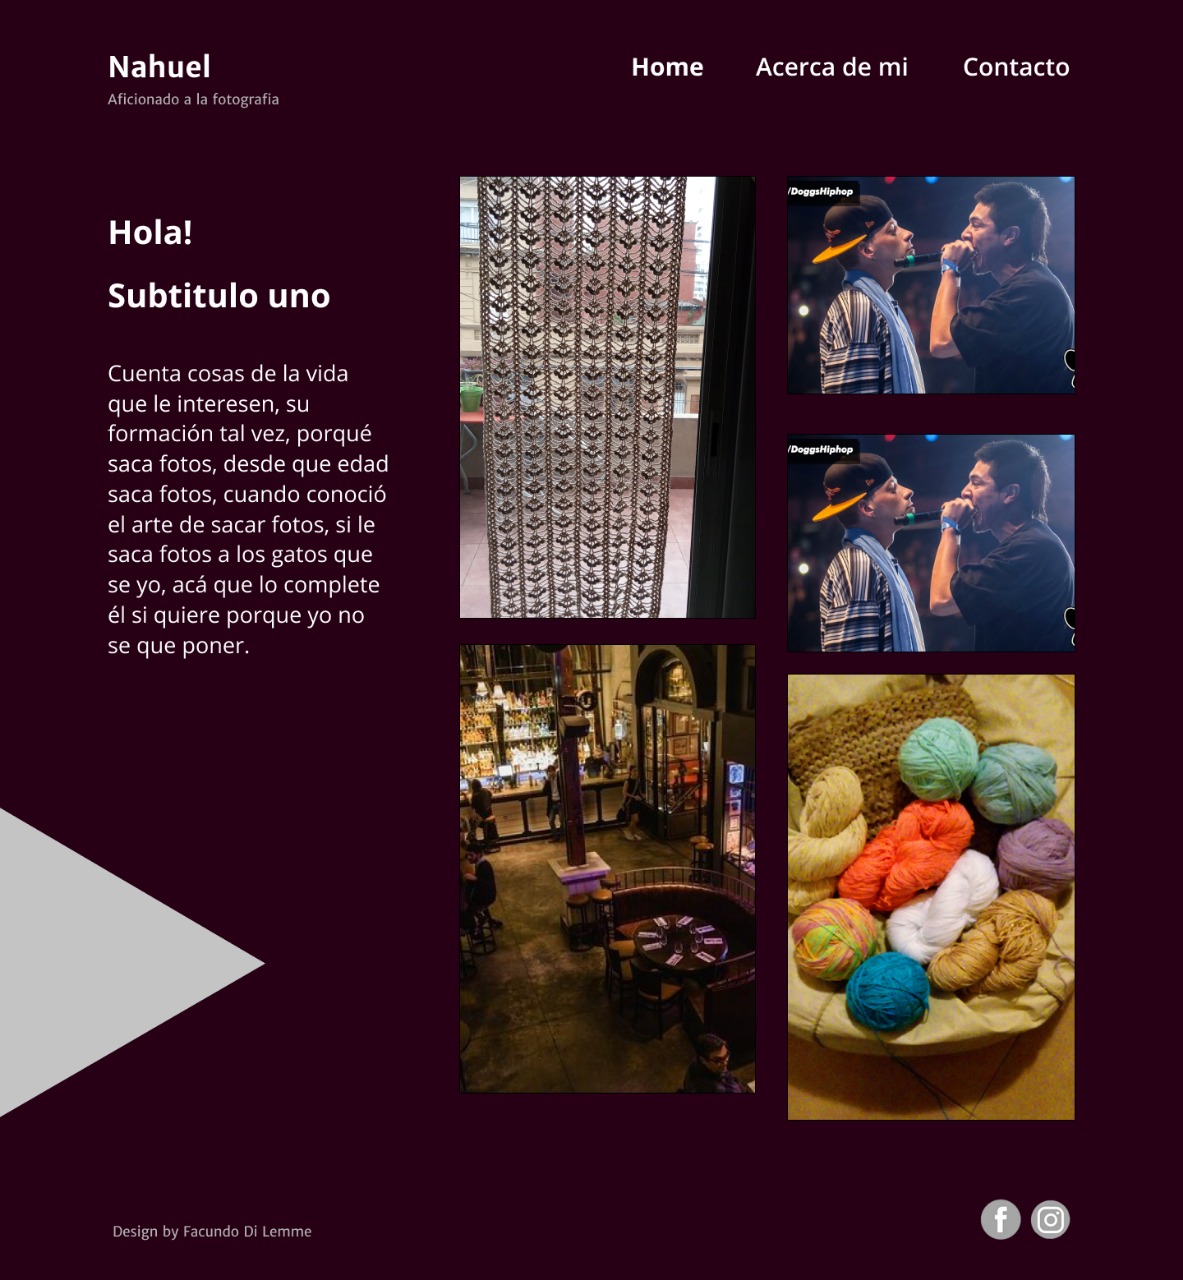 Nahuel
Aficionado a la fotografia
Home
Acerca de mi
Contacto
Hola!
Subtitulo uno
Cuenta cosas de la vida
que le interesen, su
formación tal vez, porqué
saca fotos, desde que edad
saca fotos, cuando conoció
el arte de sacar fotos, si le
saca fotos a los gatos que
se yo, acá que lo complete
él si quiere porque yo no
se que poner.
/DoggsHiphop
/DoggsHiphop
Design by Facundo Di Lemme